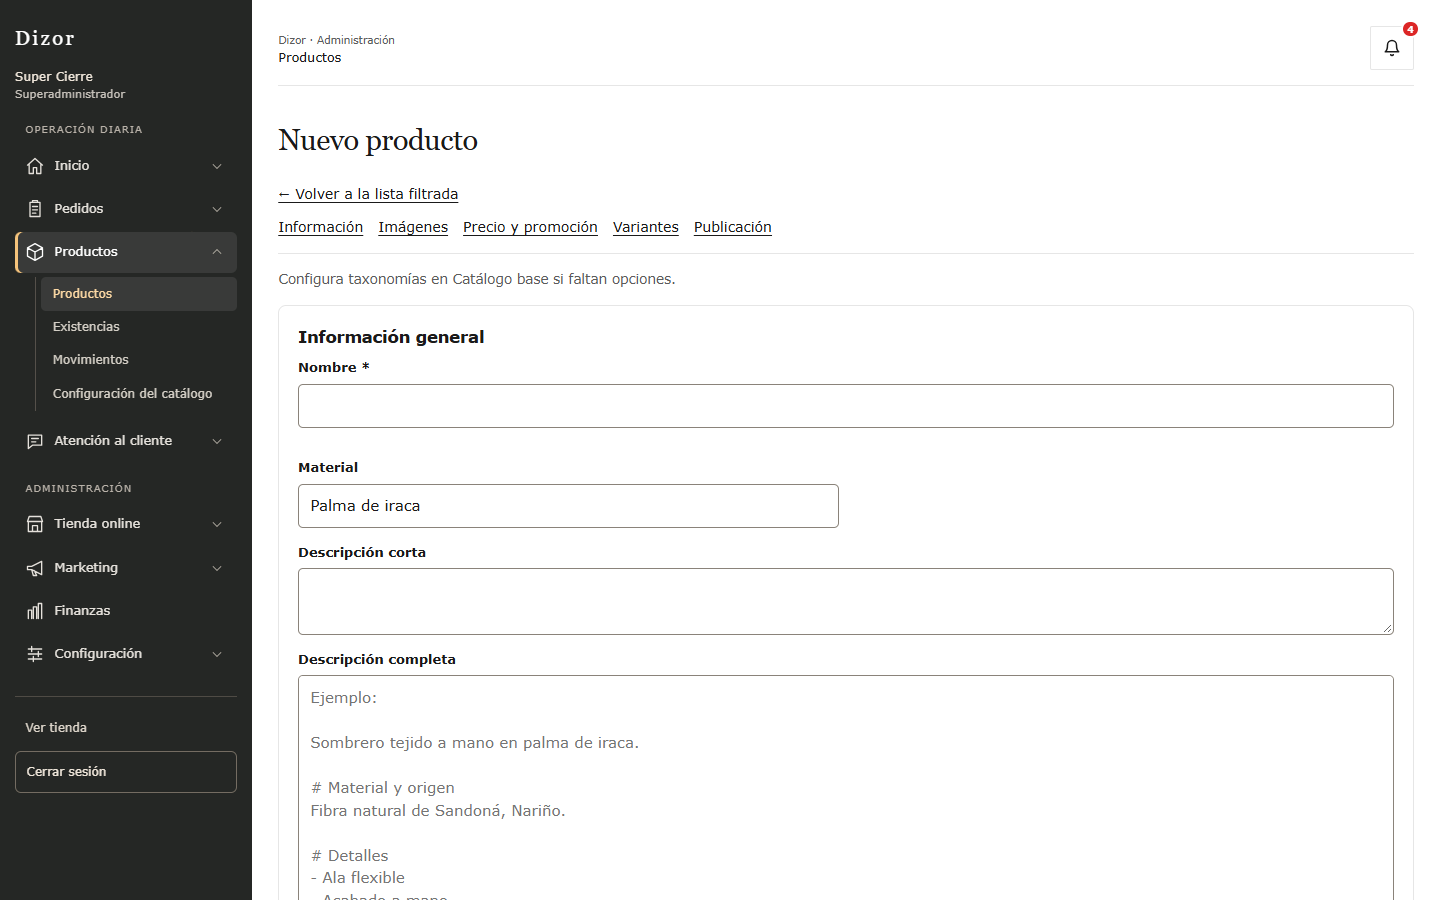 Dizor
Super Cierre
Superadministrador
OPERACIÓN DIARIA
Inicio
Pedidos
Productos
Productos
Existencias
Movimientos
Configuración del catálogo
Atención al cliente
ADMINISTRACIÓN
Tienda online
Marketing
Finanzas
Configuración
Ver tienda
Cerrar sesión
Dizor · Administración
Productos
4
Nuevo producto
← Volver a la lista filtrada
Información Imágenes Precio y promoción Variantes Publicación
Configura taxonomías en Catálogo base si faltan opciones.
Información general
Nombre *
Material
Palma de iraca
Descripción corta
Descripción completa
Ejemplo:
Sombrero tejido a mano en palma de iraca.
# Material y origen
Fibra natural de Sandoná, Nariño.
# Detalles
- Ala flexible
- Acabado a mano